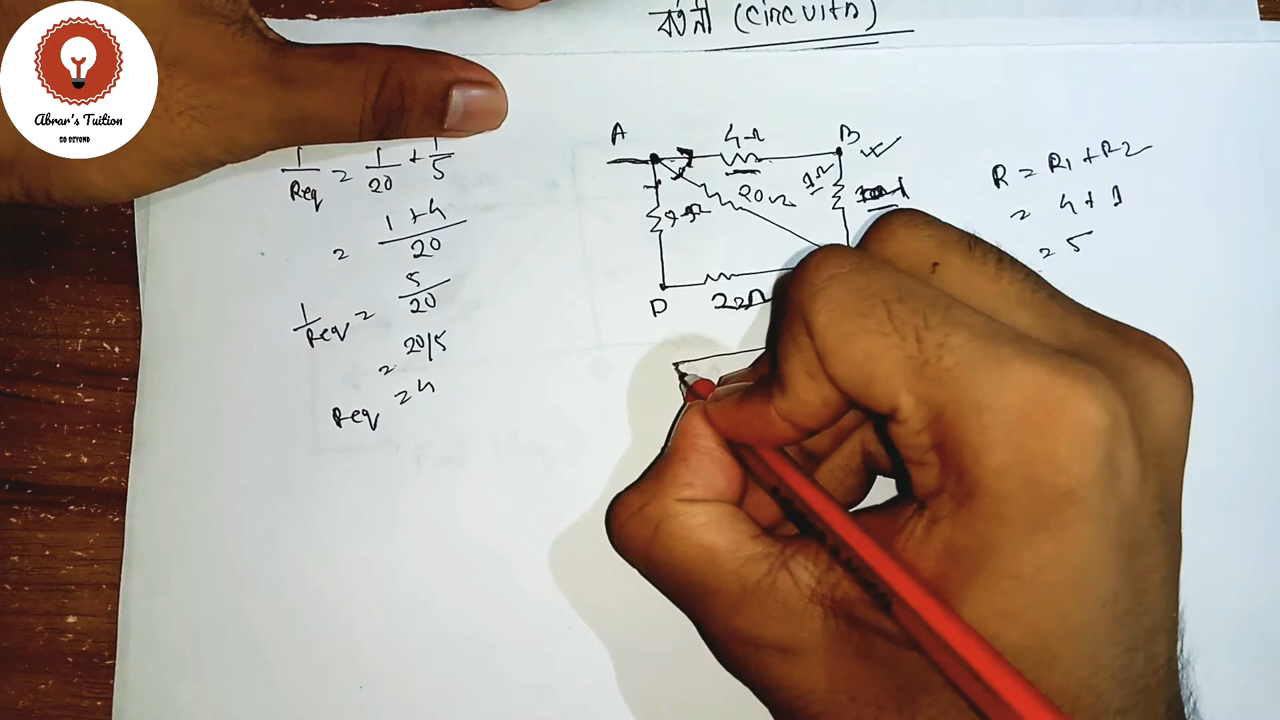 বর্তনী (Circuits)
Abrar's Tuition
GO BEYOND
1/Req = 1/20 + 1/5
= 1+4/20
1/Req = 5/20
= 20/5
Req = 4
A
4Ω
B
20Ω
1Ω
D
R = R1 + R2
= 4 + 1
= 5